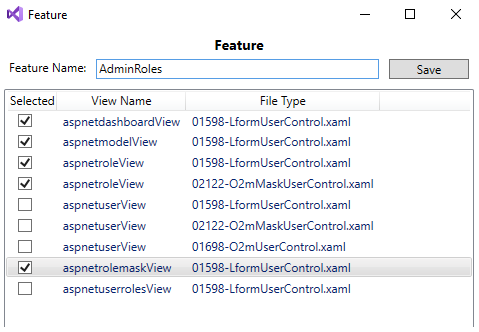 Feature
Feature
Feature Name: AdminRoles Save
Selected View Name File Type
aspnetdashboardView 01598-LformUserControl.xaml
aspnetmodelView 01598-LformUserControl.xaml
aspnetroleView 01598-LformUserControl.xaml
aspnetroleView 02122-O2mMaskUserControl.xaml
aspnetuserView 01598-LformUserControl.xaml
aspnetuserView 02122-O2mMaskUserControl.xaml
aspnetuserView 01698-O2mUserControl.xaml
aspnetrolemaskView 01598-LformUserControl.xaml
aspnetuserrolesView 01598-LformUserControl.xaml